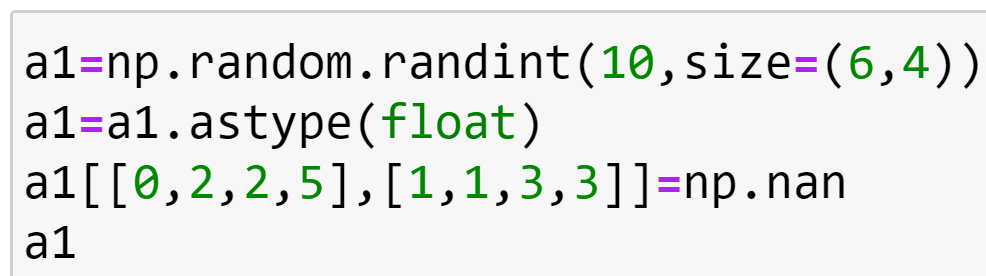 a1=np.random.randint(10,size=(6,4))
a1=a1.astype(float)
a1[[0,2,2,5],[1,1,3,3]]=np.nan
a1